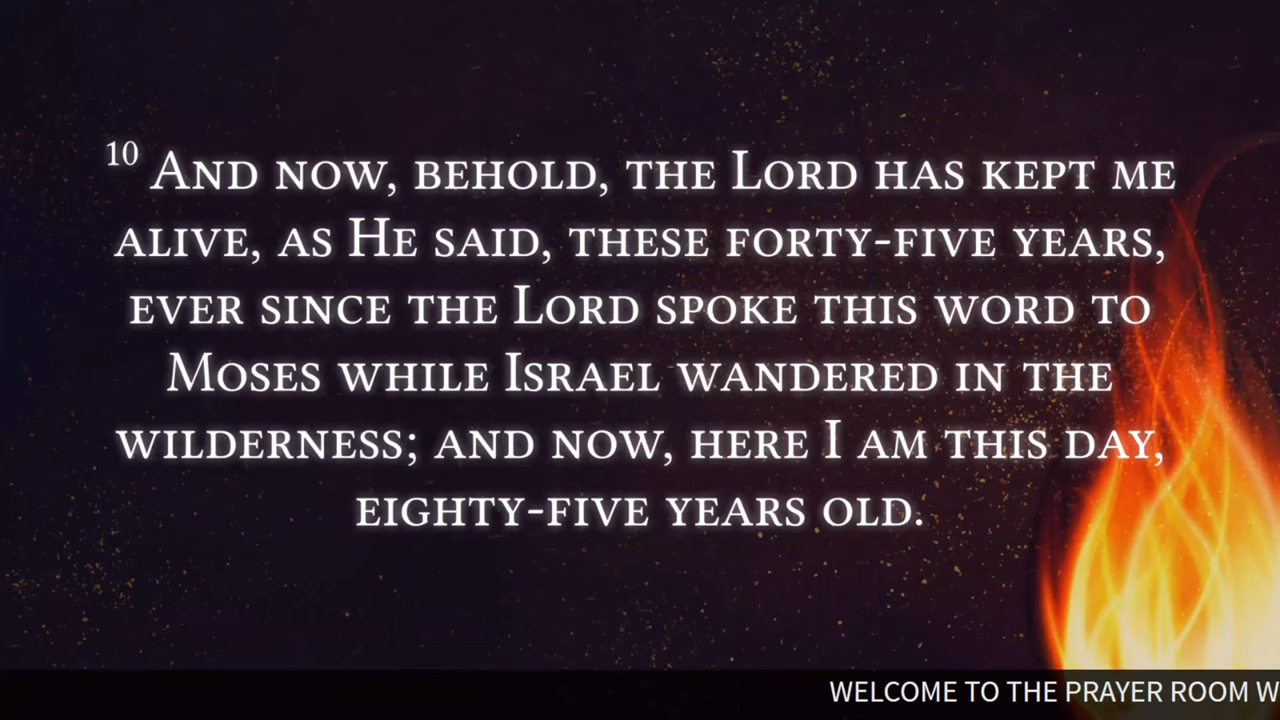 10 And now, behold, the Lord has kept me
alive, as He said, these forty-five years,
ever since the Lord spoke this word to
Moses while Israel wandered in the
wilderness; and now, here I am this day,
eighty-five years old.
WELCOME TO THE PRAYER ROOM W